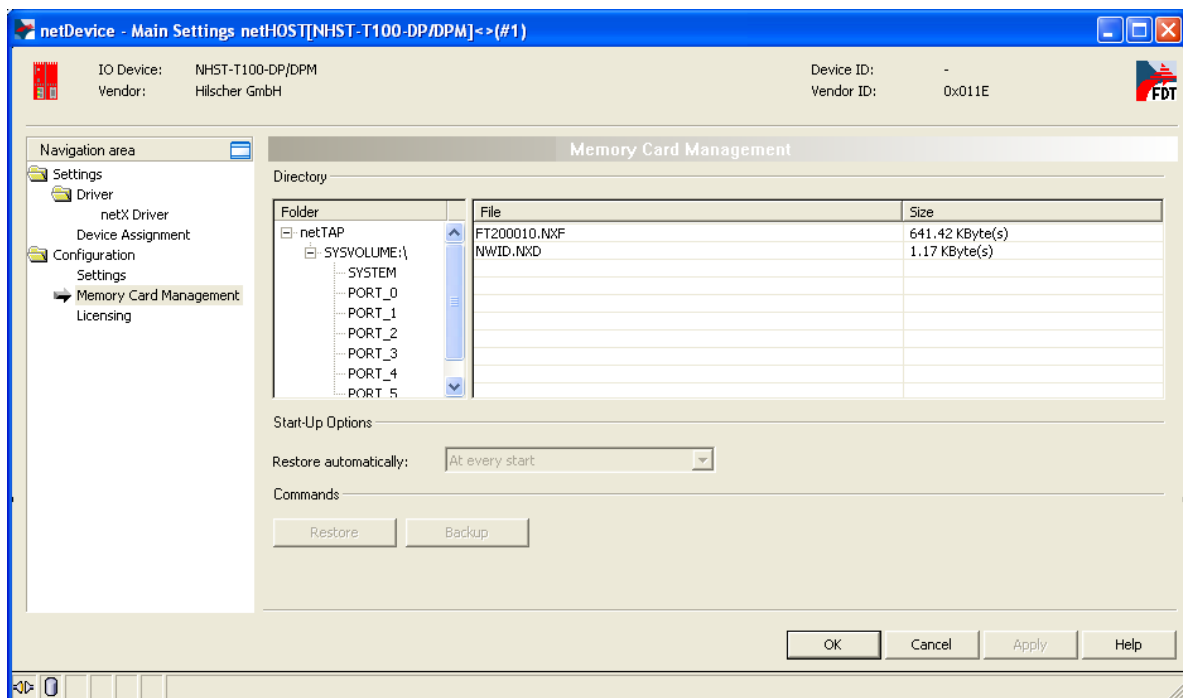 netDevice - Main Settings netHOST[NHST-T100-DP/DPM]<>(#1)
IO Device: NHST-T100-DP/DPM Device ID: -
Vendor: Hilscher GmbH Vendor ID: 0x011E
FDT
Navigation area
Settings
Driver
netX Driver
Device Assignment
Configuration
Settings
Memory Card Management
Licensing
Memory Card Management
Directory
Folder File Size
netTAP FT200010.NXF 641.42 KByte(s)
SYSVOLUME:\ NWID.NXD 1.17 KByte(s)
SYSTEM
PORT_0
PORT_1
PORT_2
PORT_3
PORT_4
PORT_5
Start-Up Options
Restore automatically: At every start
Commands
Restore Backup
OK Cancel Apply Help